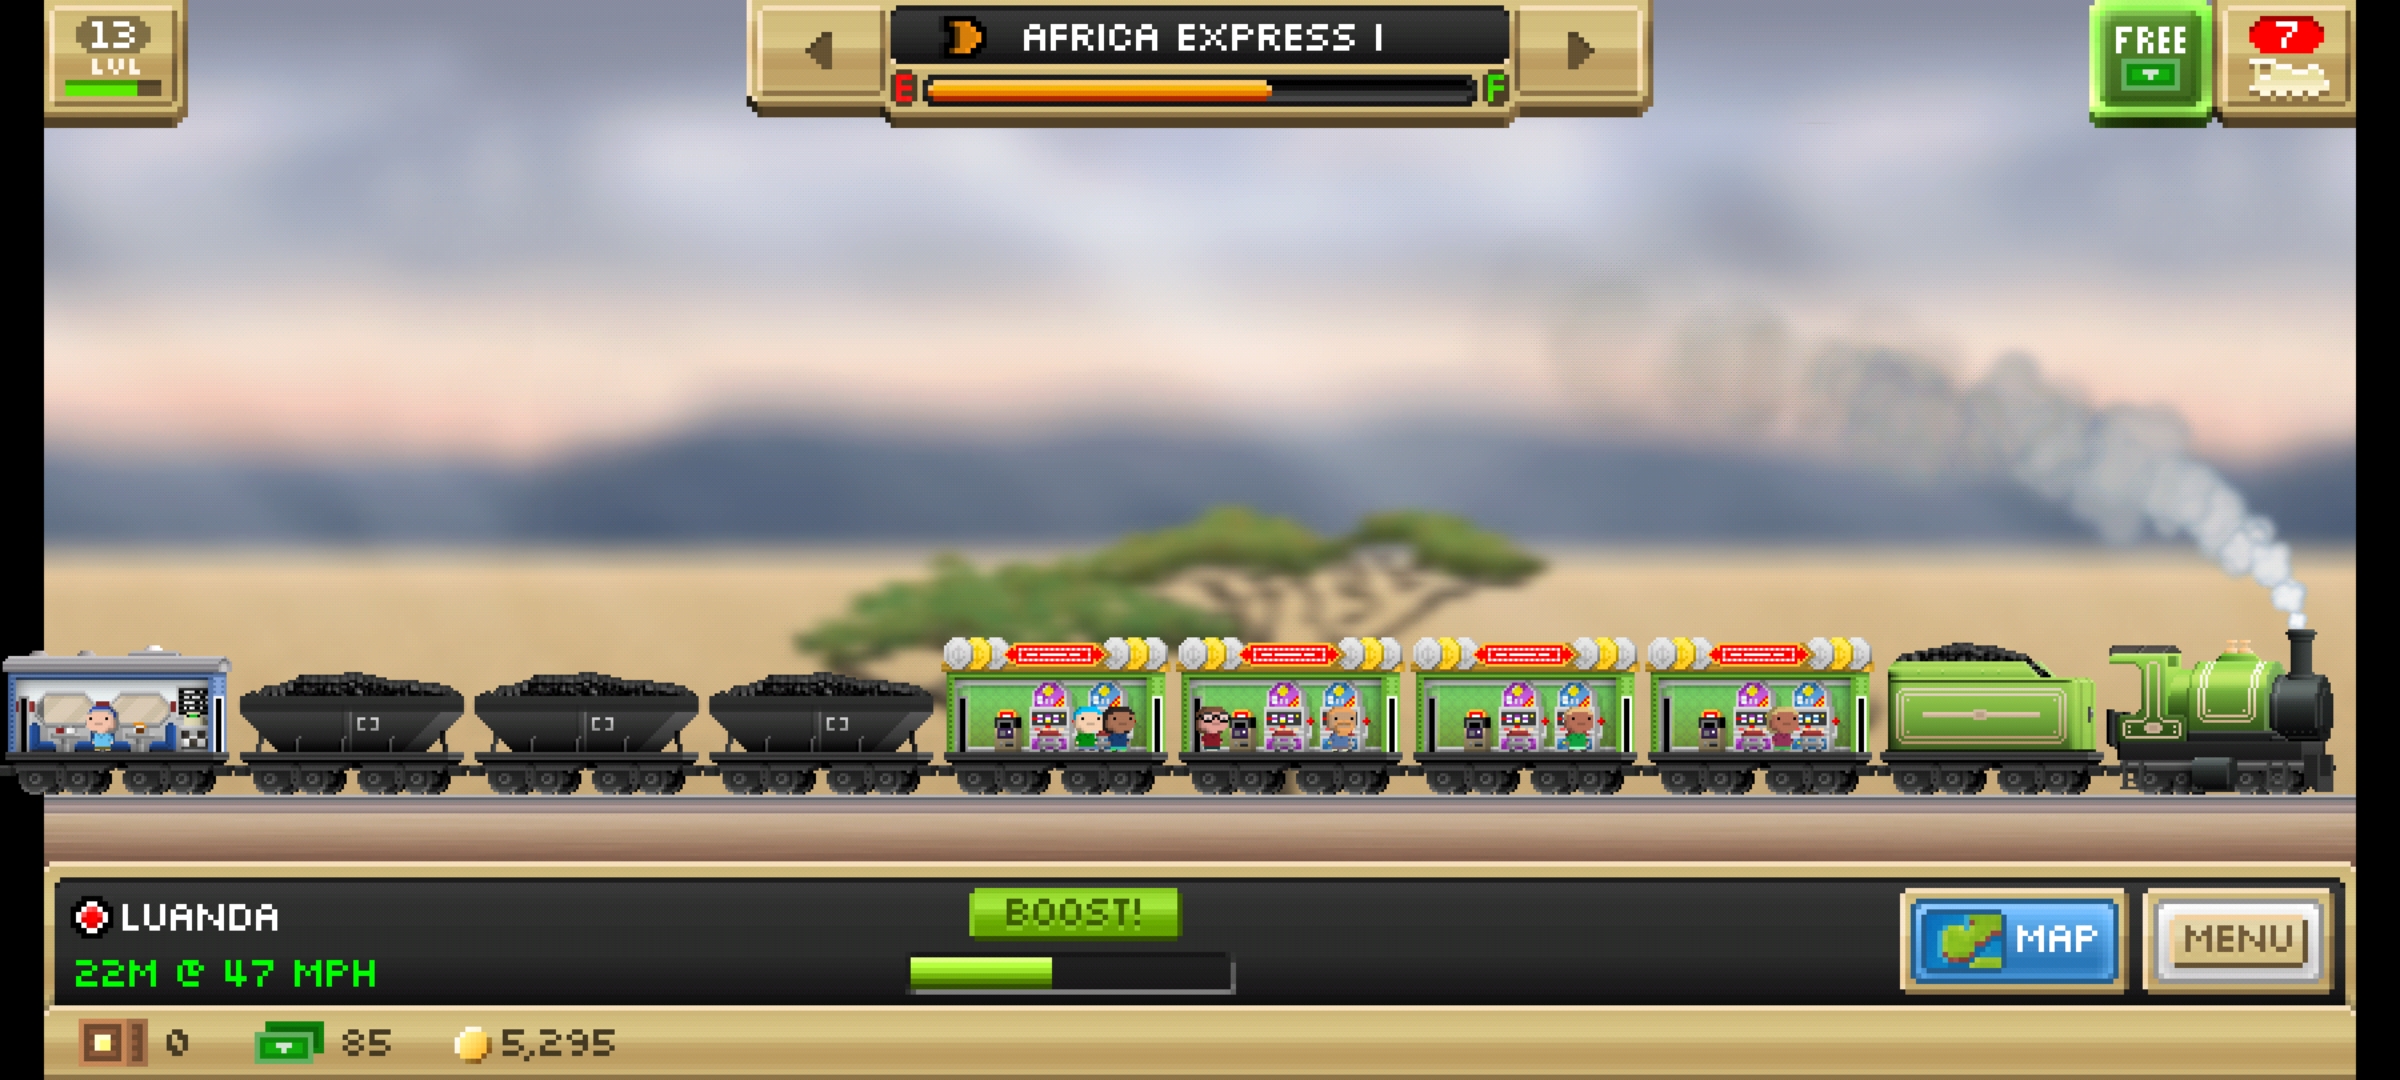 13
LVL
AFRICA EXPRESS I
E F
FREE
7
LUANDA
22M @ 47 MPH
BOOST!
MAP
MENU
0 85 5,295